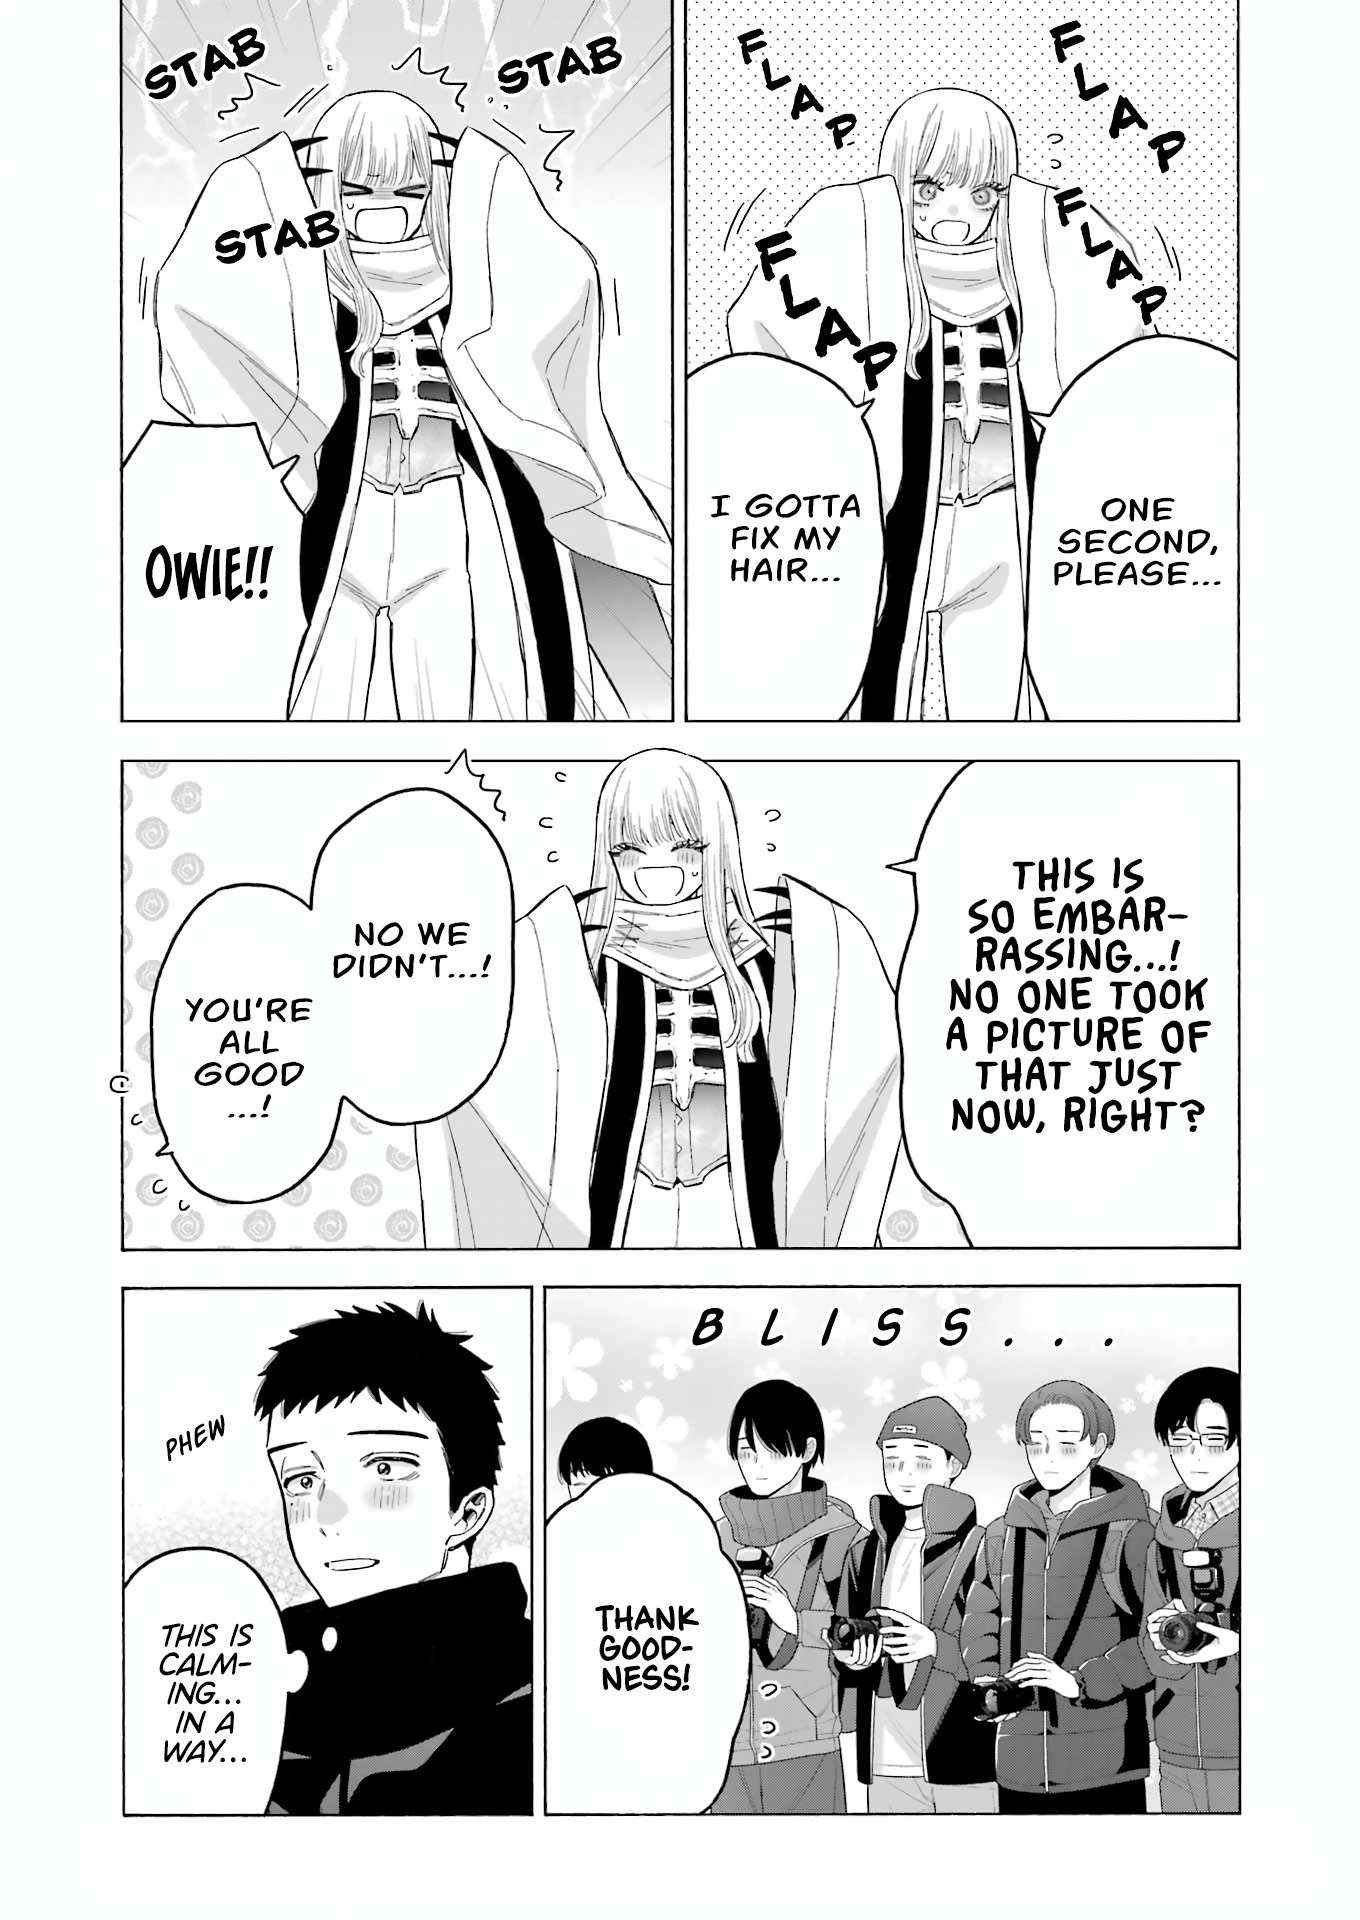 FLAP
FLAP
FLAP
FLAP
ONE
SECOND,
PLEASE...
I GOTTA
FIX MY
HAIR...
STAB
STAB
STAB
OWIE!!
THIS IS
SO EMBAR-
RASSING...!
NO ONE TOOK
A PICTURE OF
THAT JUST
NOW, RIGHT?
NO WE
DIDN'T...!
YOU'RE
ALL
GOOD
...!
BLISS...
THANK
GOOD-
NESS!
PHEW
THIS IS
CALM-
ING...
IN A
WAY...